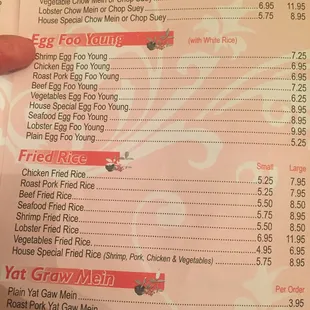 Vegetable Chow Mein or Chop Suey
Lobster Chow Mein or Chop Suey 6.95 11.95
House Special Chow Mein or Chop Suey 5.75 8.95
Egg Foo Young (with White Rice)
Shrimp Egg Foo Young 7.25
Chicken Egg Foo Young 6.95
Roast Pork Egg Foo Young 6.95
Beef Egg Foo Young 7.25
Vegetables Egg Foo Young 6.25
House Special Egg Foo Young 8.95
Seafood Egg Foo Young 8.95
Lobster Egg Foo Young 9.95
Plain Egg Foo Young 5.25
Fried Rice Small Large
Chicken Fried Rice 5.25 7.95
Roast Pork Fried Rice 5.25 7.95
Beef Fried Rice 5.50 8.50
Seafood Fried Rice 5.75 8.95
Shrimp Fried Rice 5.50 8.50
Lobster Fried Rice 6.95 11.95
Vegetables Fried Rice 4.95 6.95
House Special Fried Rice (Shrimp, Pork, Chicken & Vegetables) 5.75 8.95
Yat Graw Mein Per Order
Plain Yat Gaw Mein 3.95
Roast Pork Yat Gaw Mein